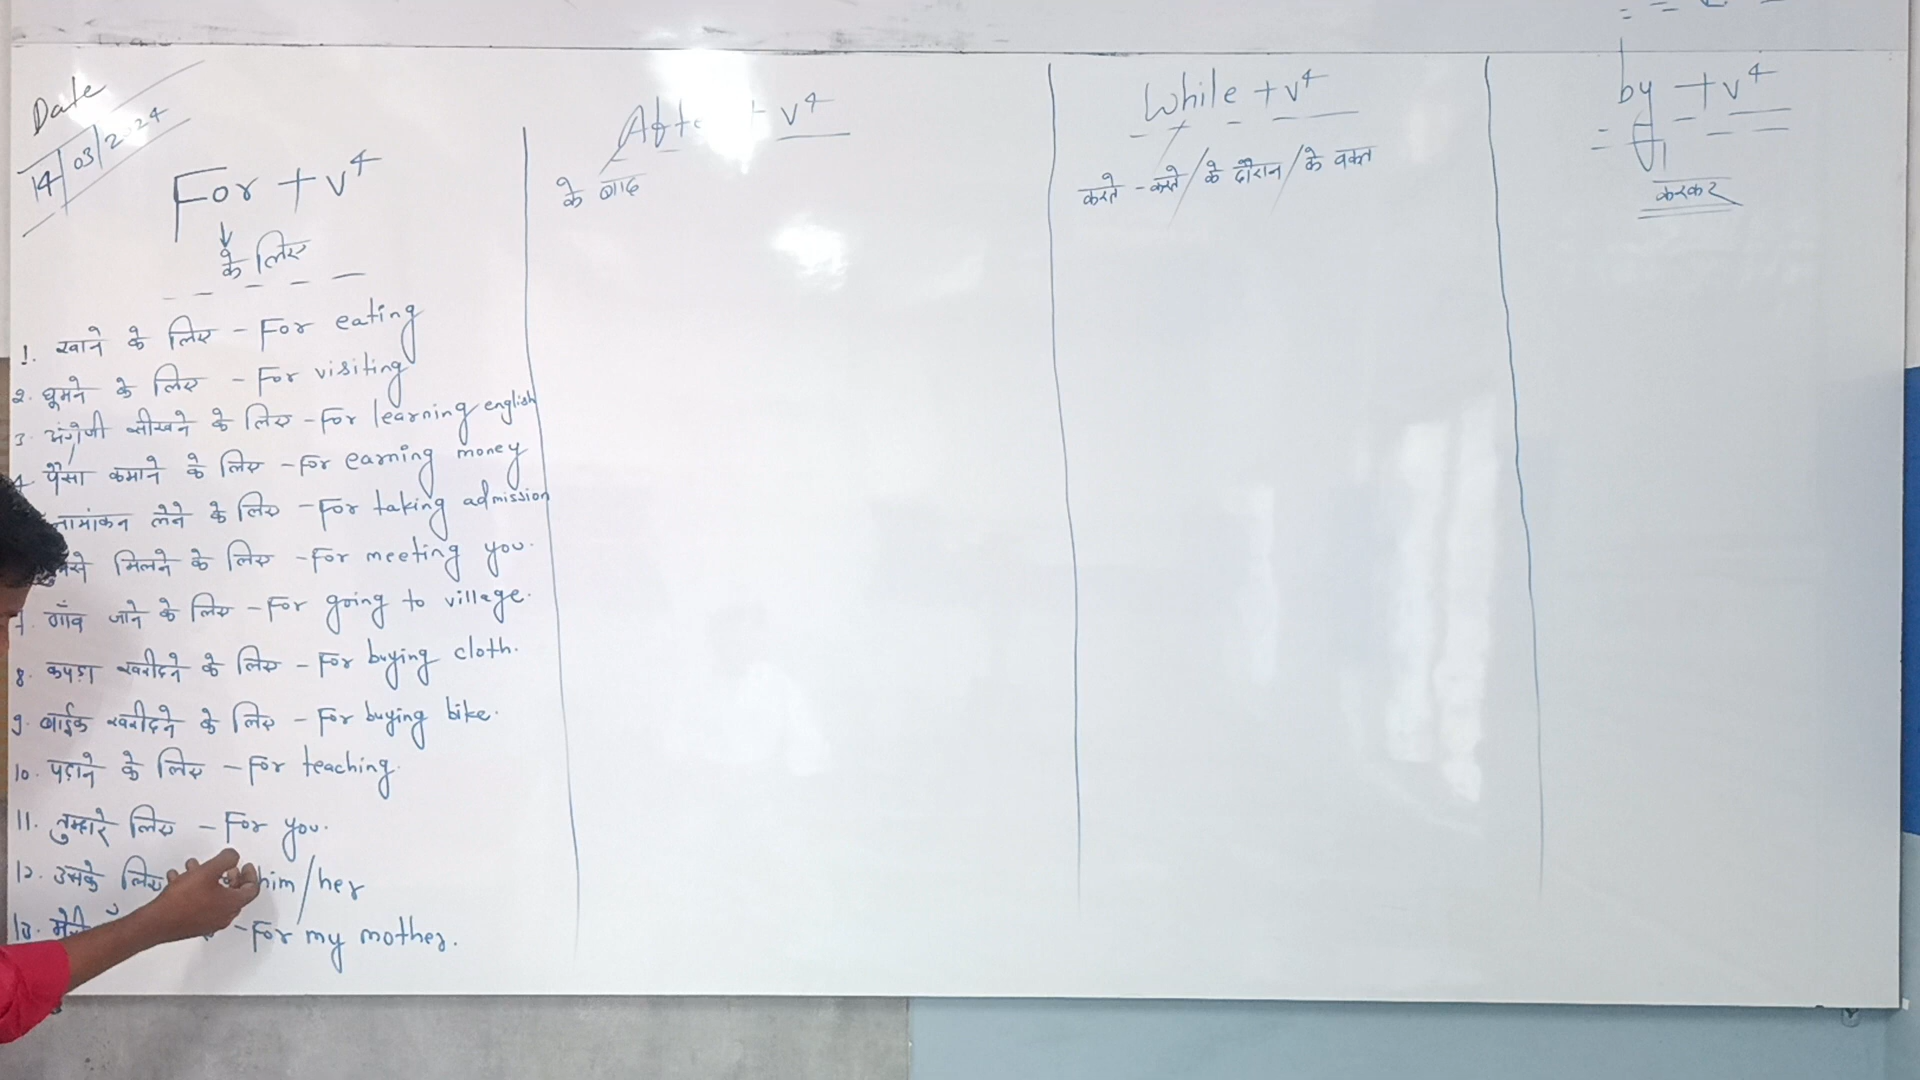 Date
14/03/2024
For + v4
के लिए
1. खाने के लिए - For eating
2. घूमने के लिए - For visiting
3. अंग्रेजी सीखने के लिए - For learning english
4. पैसा कमाने के लिए - For earning money
नामांकन लेने के लिए - For taking admission
मिलने के लिए - For meeting you.
7. गाँव जाने के लिए - For going to village.
8. कपड़ा खरीदने के लिए - For buying cloth.
9. बाईक खरीदने के लिए - For buying bike.
10. पढ़ाने के लिए - For teaching.
11. तुम्हारे लिए - For you.
12. उसके लिए him/her
13. - For my mother.
+ v4
के बाद
While + v4
करते - करते / के दौरान / के वक्त
by + v4
करकर